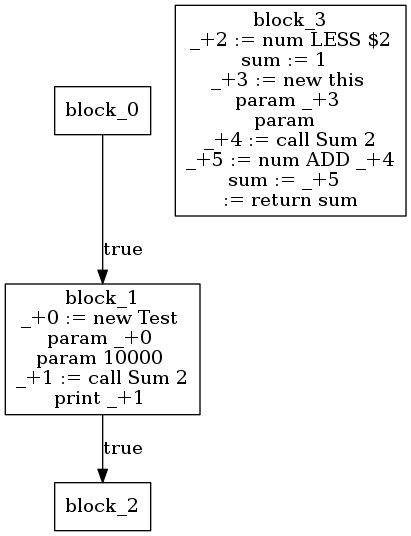 block_3
_+2 := num LESS $2
sum := 1
_+3 := new this
param _+3
param
_+4 := call Sum 2
_+5 := num ADD _+4
sum := _+5
:= return sum
block_0
true
block_1
_+0 := new Test
param _+0
param 10000
_+1 := call Sum 2
print _+1
true
block_2